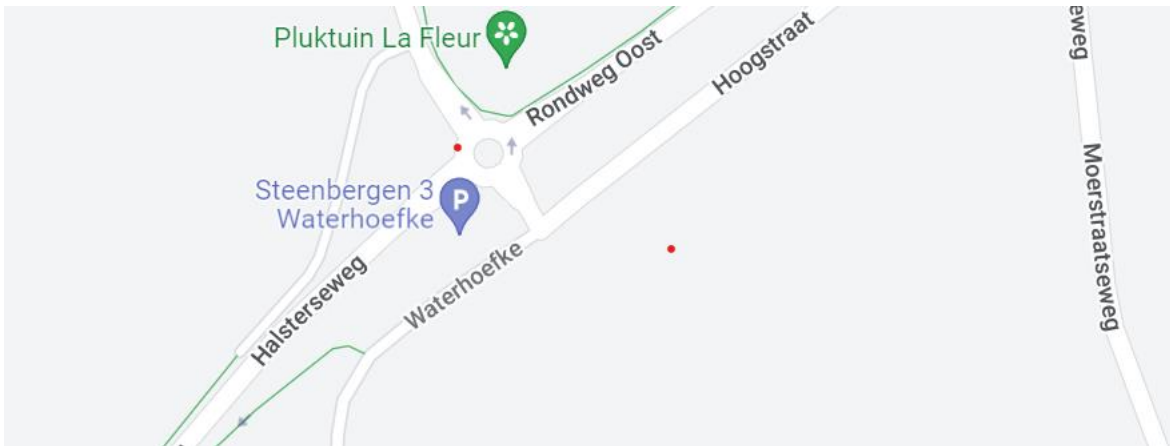 Pluktuin La Fleur
Rondweg Oost
Hoogstraat
eweg
Moerstraatseweg
Steenbergen 3
Waterhoefke
P
Waterhoefke
Halsterseweg